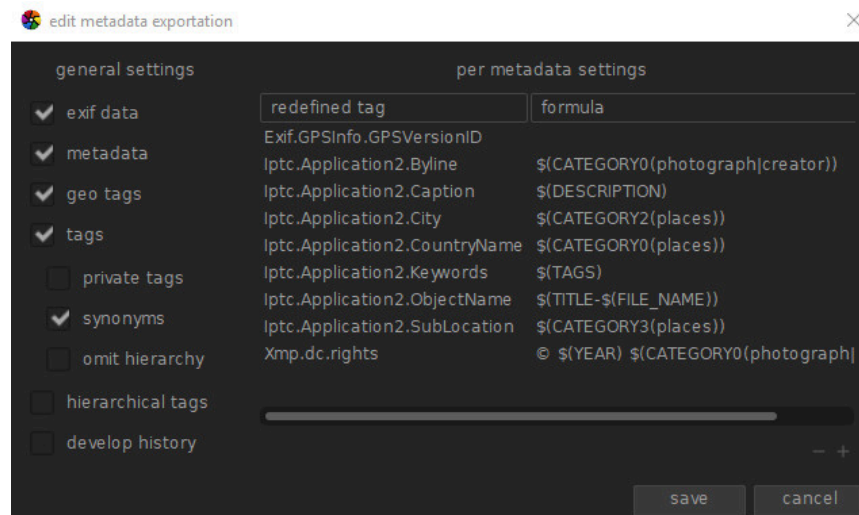 edit metadata exportation
general settings
exif data
metadata
geo tags
tags
private tags
synonyms
omit hierarchy
hierarchical tags
develop history
per metadata settings
redefined tag formula
Exif.GPSInfo.GPSVersionID
Iptc.Application2.Byline $(CATEGORY0(photograph|creator))
Iptc.Application2.Caption $(DESCRIPTION)
Iptc.Application2.City $(CATEGORY2(places))
Iptc.Application2.CountryName $(CATEGORY0(places))
Iptc.Application2.Keywords $(TAGS)
Iptc.Application2.ObjectName $(TITLE-$(FILE_NAME))
Iptc.Application2.SubLocation $(CATEGORY3(places))
Xmp.dc.rights © $(YEAR) $(CATEGORY0(photograph|
save cancel